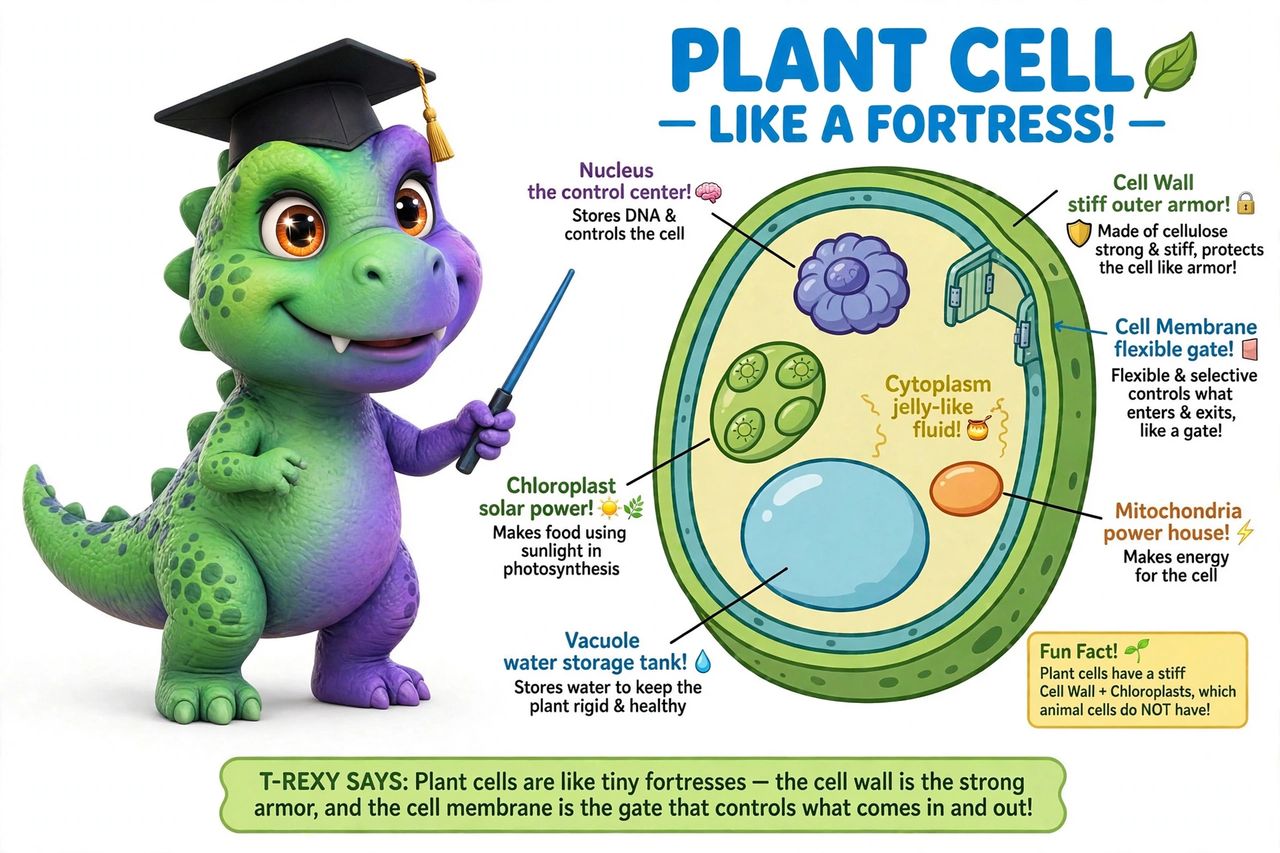 PLANT CELL
— LIKE A FORTRESS! —
Nucleus
the control center!
Stores DNA &
controls the cell
Cell Wall
stiff outer armor!
Made of cellulose
strong & stiff, protects
the cell like armor!
Cell Membrane
flexible gate!
Flexible & selective
controls what
enters & exits,
like a gate!
Cytoplasm
jelly-like
fluid!
Chloroplast
solar power!
Makes food using
sunlight in
photosynthesis
Mitochondria
power house!
Makes energy
for the cell
Vacuole
water storage tank!
Stores water to keep the
plant rigid & healthy
Fun Fact!
Plant cells have a stiff
Cell Wall + Chloroplasts, which
animal cells do NOT have!
T-REXY SAYS: Plant cells are like tiny fortresses — the cell wall is the strong
armor, and the cell membrane is the gate that controls what comes in and out!